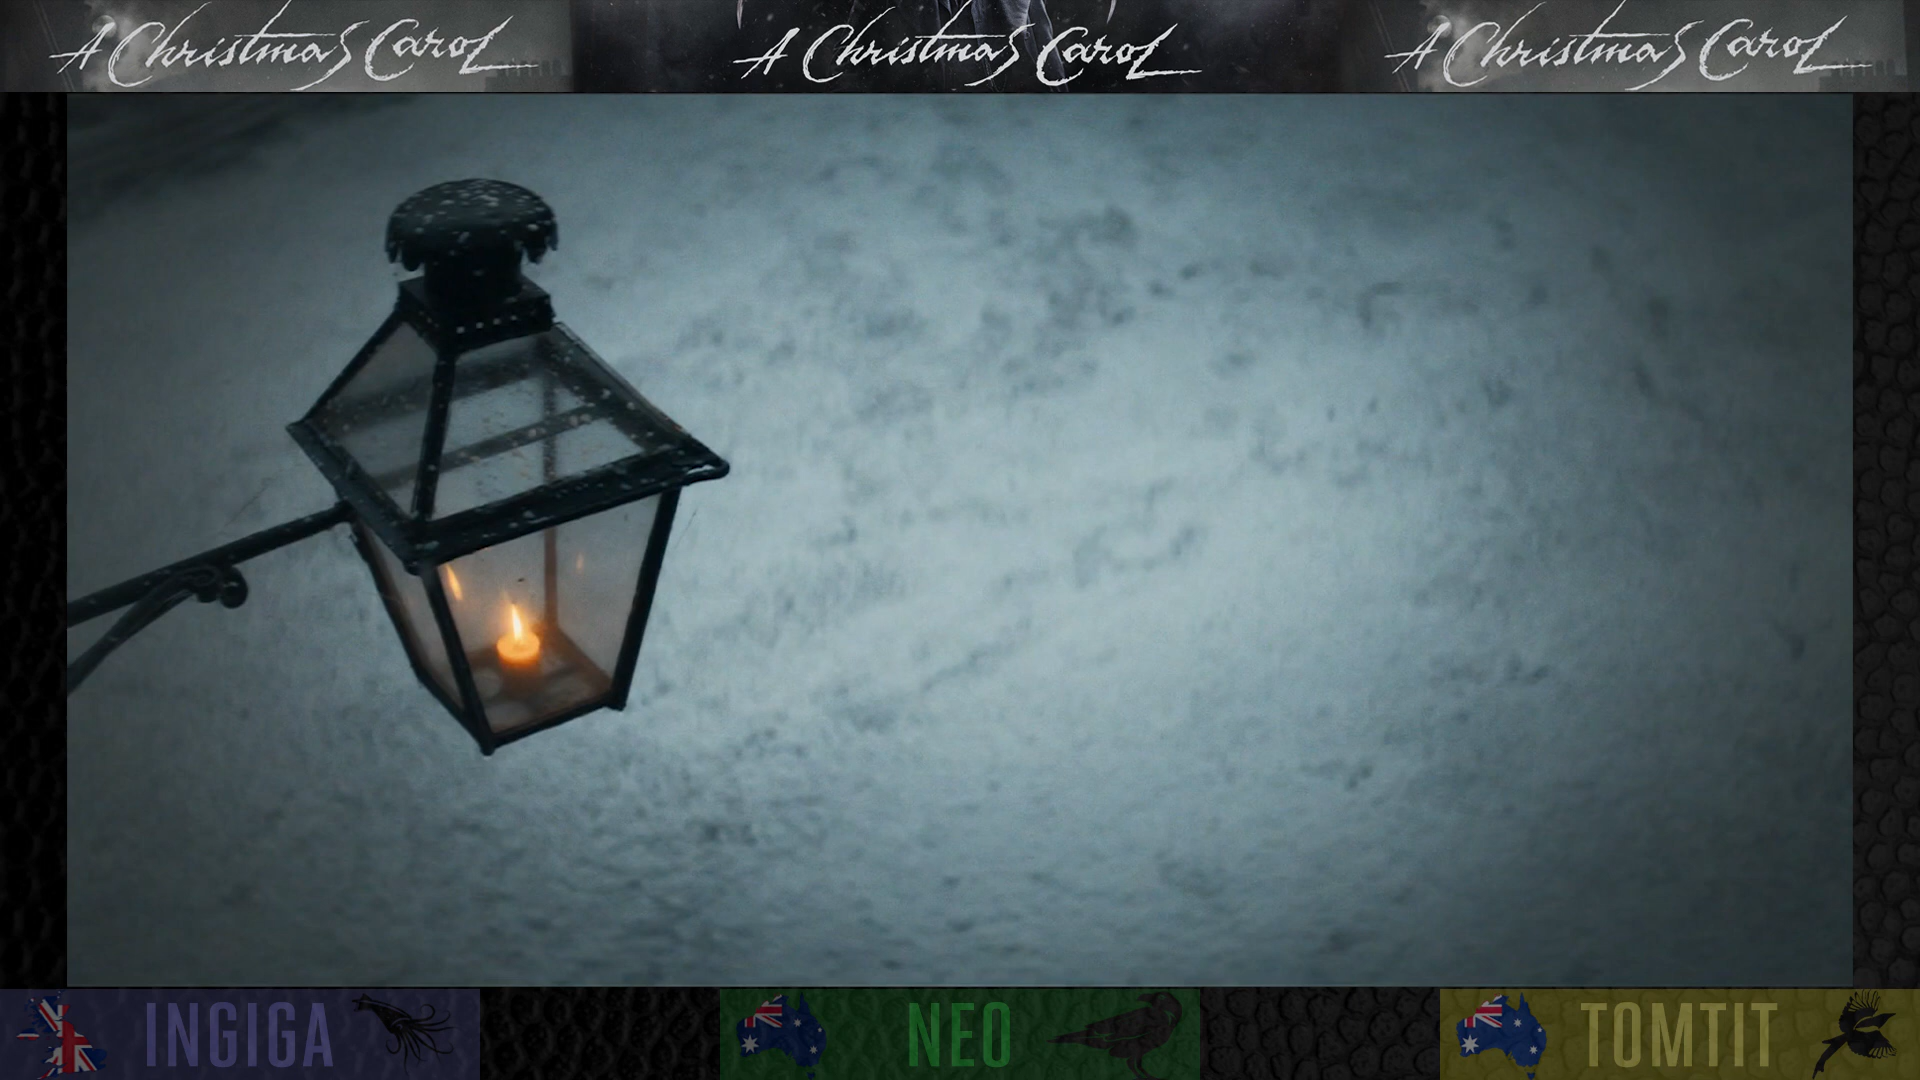 A Christmas Carol
A Christmas Carol
A Christmas Carol
INGIGA
NEO
TOMTIT